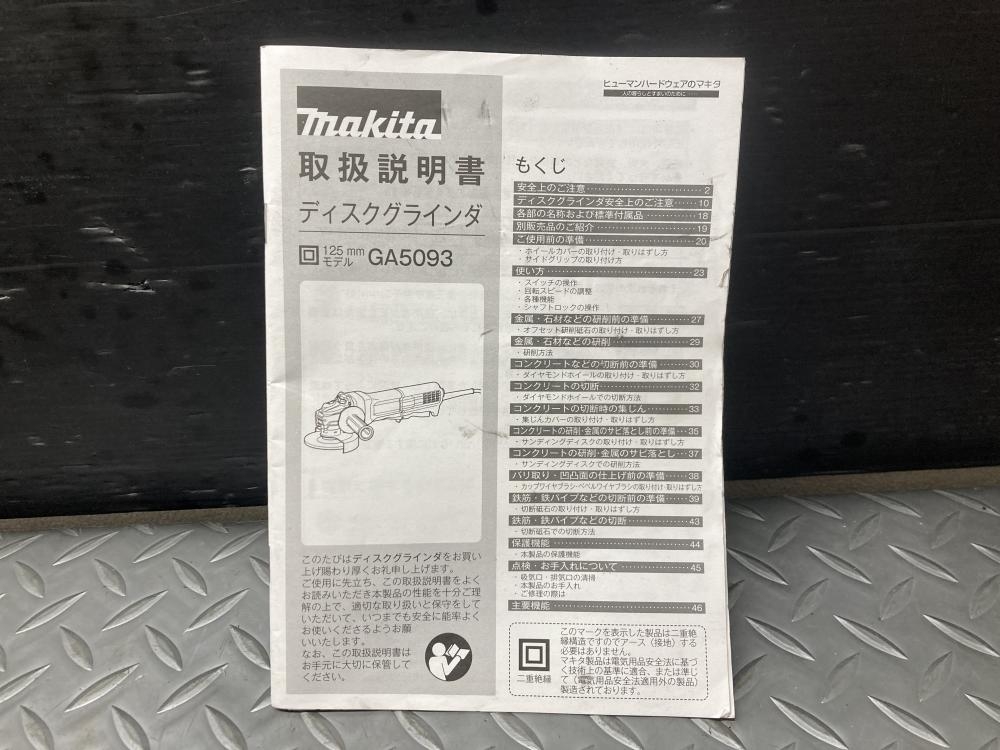 makita
取扱説明書
ディスクグラインダ
125 mm
モデル GA5093
このたびはディスクグラインダをお買い
上げ賜わり厚くお礼申し上げます。
ご使用に先立ち、この取扱説明書をよく
お読みいただき本製品の性能を十分ご理
解の上で、適切な取り扱いと保守をして
いただいて、いつまでも安全に能率よく
お使いくださるようお願
いいたします。
なお、この取扱説明書は
お手元に大切に保管して
ください。
ヒューマンハードウェアのマキタ
人の暮らしとすまいのために
もくじ
安全上のご注意 2
ディスクグラインダ安全上のご注意 10
各部の名称および標準付属品 18
別販売品のご紹介 19
ご使用前の準備 20
・ホイールカバーの取り付け・取りはずし方
・サイドグリップの取り付け方
使い方 23
・スイッチの操作
・回転スピードの調整
・各種機能
・シャフトロックの操作
金属・石材などの研削前の準備 27
・オフセット研削砥石の取り付け・取りはずし方
金属・石材などの研削 29
・研削方法
コンクリートなどの切断前の準備 30
・ダイヤモンドホイールの取り付け・取りはずし方
コンクリートの切断 32
・ダイヤモンドホイールでの切断方法
コンクリートの切断時の集じん 33
・集じんカバーの取り付け・取りはずし方
コンクリートの研削・金属のサビ落とし前の準備 35
・サンディングディスクの取り付け・取りはずし方
コンクリートの研削・金属のサビ落とし 37
・サンディングディスクでの研削方法
バリ取り・凹凸面の仕上げ前の準備 38
・カップワイヤブラシ・ベベルワイヤブラシの取り付け・取りはずし方
鉄筋・鉄パイプなどの切断前の準備 39
・切断砥石の取り付け・取りはずし方
鉄筋・鉄パイプなどの切断 43
・切断砥石での切断方法
保護機能 44
・本製品の保護機能
点検・お手入れについて 45
・吸気口・排気口の清掃
・本製品のお手入れ
・ご修理の際は
主要機能 46
二重絶縁
このマークを表示した製品は二重絶
縁構造ですのでアース（接地）する
必要はありません。
マキタ製品は電気用品安全法に基づ
く技術上の基準に適合、または準じ
て（電気用品安全法適用外の製品）
製造されております。